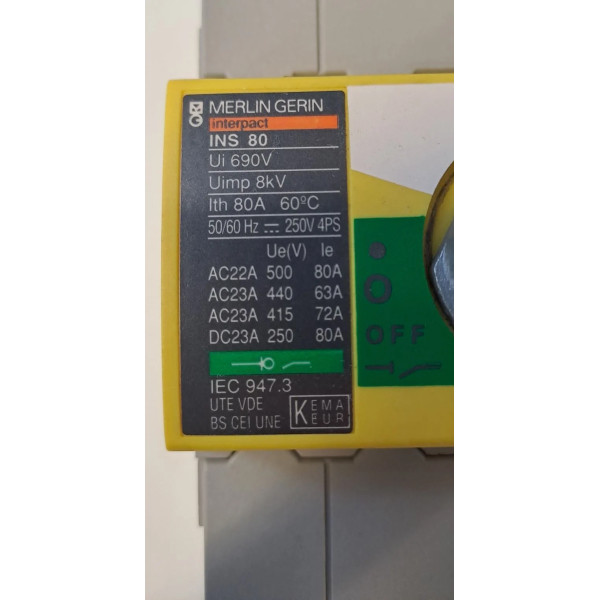 MERLIN GERIN
interpact
INS 80
Ui 690V
Uimp 8kV
Ith 80A 60ºC
50/60 Hz ⎓ 250V 4PS
Ue(V) Ie
AC22A 500 80A
AC23A 440 63A
AC23A 415 72A
DC23A 250 80A
IEC 947.3
UTE VDE
BS CEI UNE
KEMA
KEUR
OFF